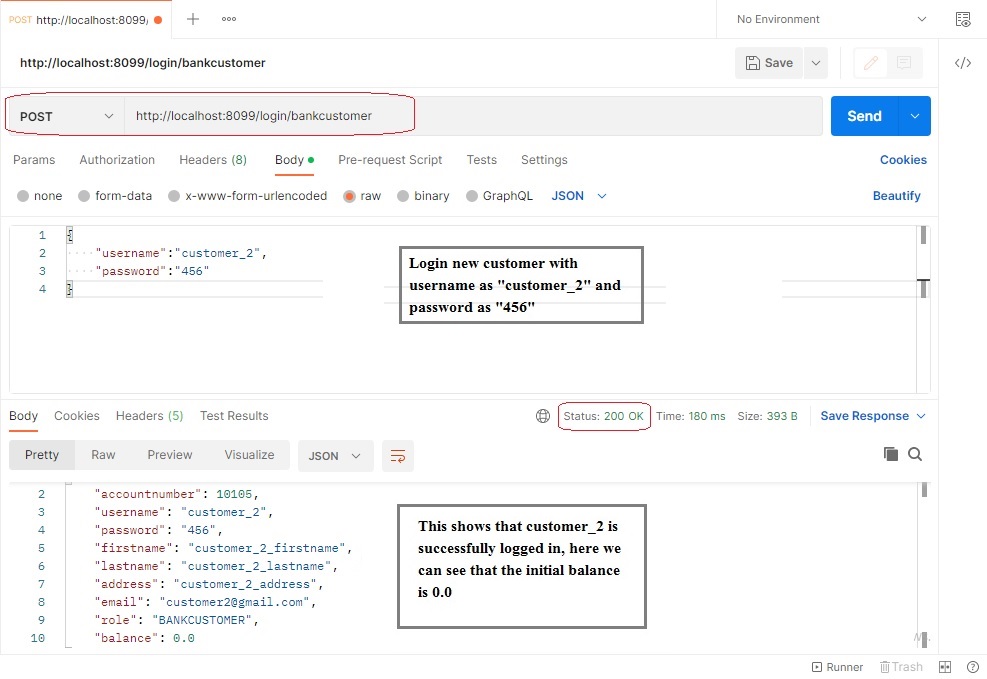 POST http://localhost:8099/ No Environment
http://localhost:8099/login/bankcustomer Save </>
POST http://localhost:8099/login/bankcustomer Send
Params Authorization Headers (8) Body Pre-request Script Tests Settings Cookies
none form-data x-www-form-urlencoded raw binary GraphQL JSON Beautify
1 {
2 "username":"customer_2",
3 "password":"456"
4 }
Login new customer with
username as "customer_2" and
password as "456"
Body Cookies Headers (5) Test Results Status: 200 OK Time: 180 ms Size: 393 B Save Response
Pretty Raw Preview Visualize JSON
2 "accountnumber": 10105,
3 "username": "customer_2",
4 "password": "456",
5 "firstname": "customer_2_firstname",
6 "lastname": "customer_2_lastname",
7 "address": "customer_2_address",
8 "email": "customer2@gmail.com",
9 "role": "BANKCUSTOMER",
10 "balance": 0.0
This shows that customer_2 is
successfully logged in, here we
can see that the initial balance
is 0.0
Runner Trash